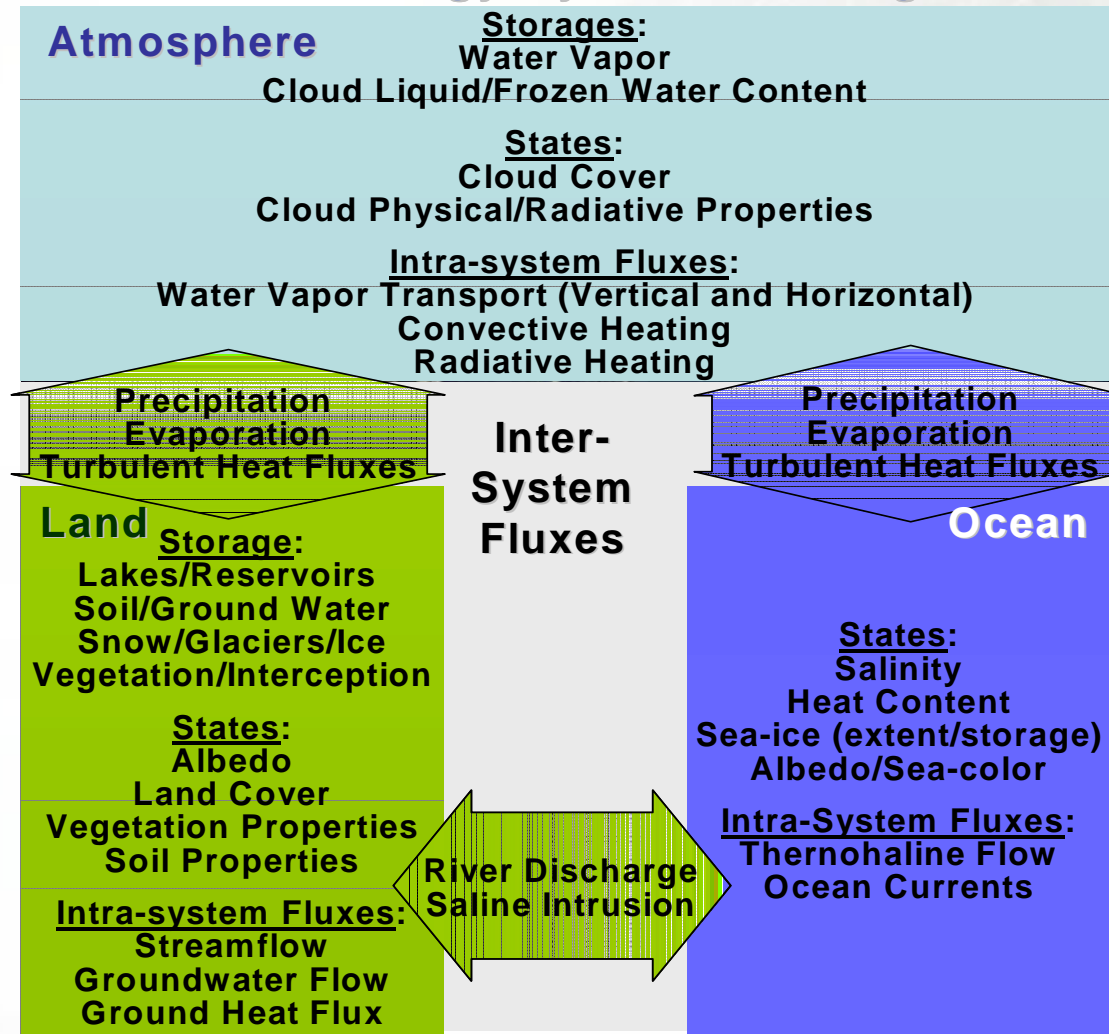 Atmosphere
Storages:
Water Vapor
Cloud Liquid/Frozen Water Content
States:
Cloud Cover
Cloud Physical/Radiative Properties
Intra-system Fluxes:
Water Vapor Transport (Vertical and Horizontal)
Convective Heating
Radiative Heating
Precipitation
Evaporation
Turbulent Heat Fluxes
Inter-
System
Fluxes
Precipitation
Evaporation
Turbulent Heat Fluxes
Land
Storage:
Lakes/Reservoirs
Soil/Ground Water
Snow/Glaciers/Ice
Vegetation/Interception
States:
Albedo
Land Cover
Vegetation Properties
Soil Properties
Intra-system Fluxes:
Streamflow
Groundwater Flow
Ground Heat Flux
River Discharge
Saline Intrusion
Ocean
States:
Salinity
Heat Content
Sea-ice (extent/storage)
Albedo/Sea-color
Intra-System Fluxes:
Thernohaline Flow
Ocean Currents